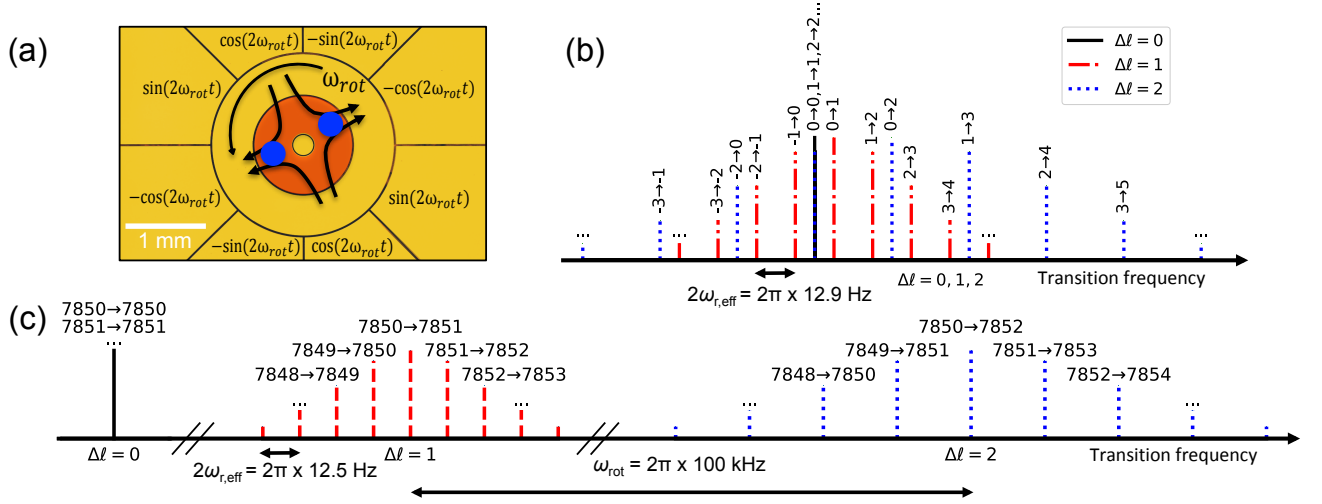 (a)
cos(2ω_rot t)
−sin(2ω_rot t)
sin(2ω_rot t)
ω_rot
−cos(2ω_rot t)
−cos(2ω_rot t)
sin(2ω_rot t)
1 mm
−sin(2ω_rot t)
cos(2ω_rot t)
(b)
Δℓ = 0
Δℓ = 1
Δℓ = 2
...
-3→-1
...
-3→-2
-2→0
-2→-1
-1→0
0→0,1→1,2→2...
0→1
1→2
0→2
2→3
3→4
1→3
...
2→4
3→5
...
2ω_r,eff = 2π x 12.9 Hz
Δℓ = 0, 1, 2
Transition frequency
(c)
7850→7850
7851→7851
...
7850→7851
7849→7850
7851→7852
7848→7849
7852→7853
...
...
7850→7852
7849→7851
7851→7853
7848→7850
7852→7854
...
...
Δℓ = 0
2ω_r,eff = 2π x 12.5 Hz
Δℓ = 1
ω_rot = 2π x 100 kHz
Δℓ = 2
Transition frequency